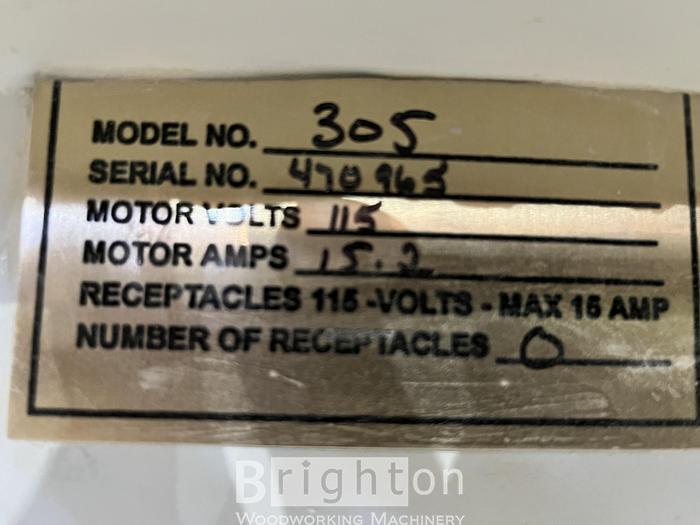 MODEL NO. 305
SERIAL NO. 470965
MOTOR VOLTS 115
MOTOR AMPS 15.2
RECEPTACLES 115 -VOLTS - MAX 15 AMP
NUMBER OF RECEPTACLES 0
Brighton
WOODWORKING MACHINERY